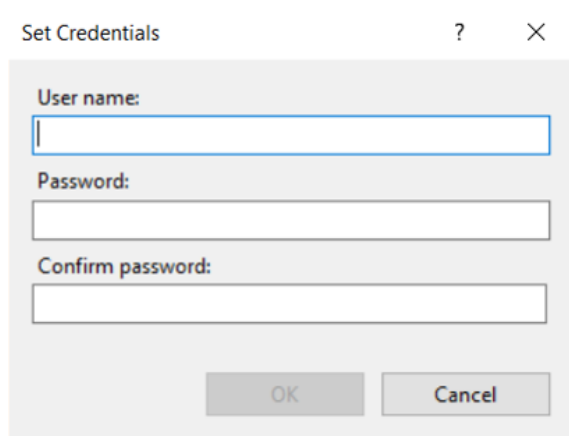 Set Credentials ?
User name:
Password:
Confirm password:
OK Cancel